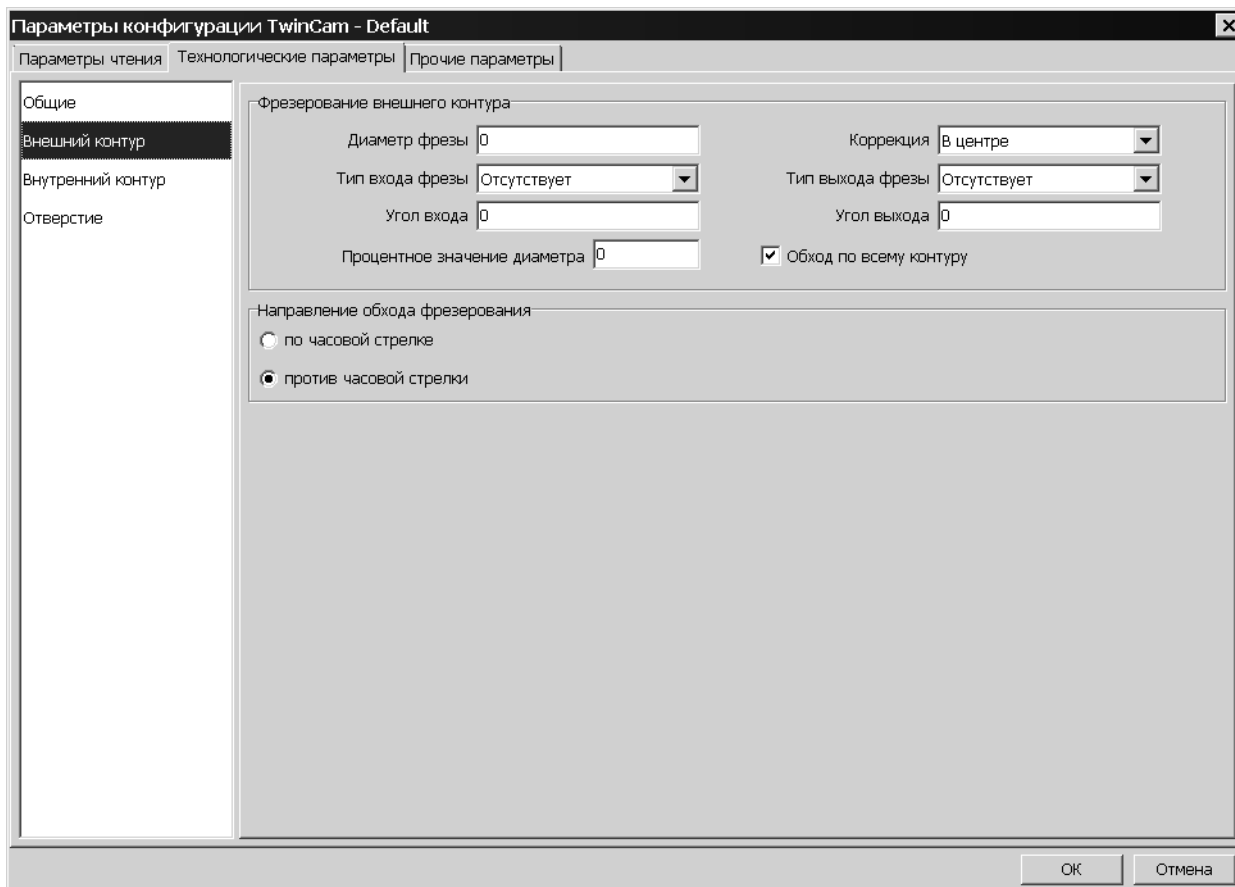 Параметры конфигурации TwinCam - Default
Параметры чтения Технологические параметры Прочие параметры
Общие
Внешний контур
Внутренний контур
Отверстие
Фрезерование внешнего контура
Диаметр фрезы 0 Коррекция В центре
Тип входа фрезы Отсутствует Тип выхода фрезы Отсутствует
Угол входа 0 Угол выхода 0
Процентное значение диаметра 0 Обход по всему контуру
Направление обхода фрезерования
по часовой стрелке
против часовой стрелки
ОК Отмена